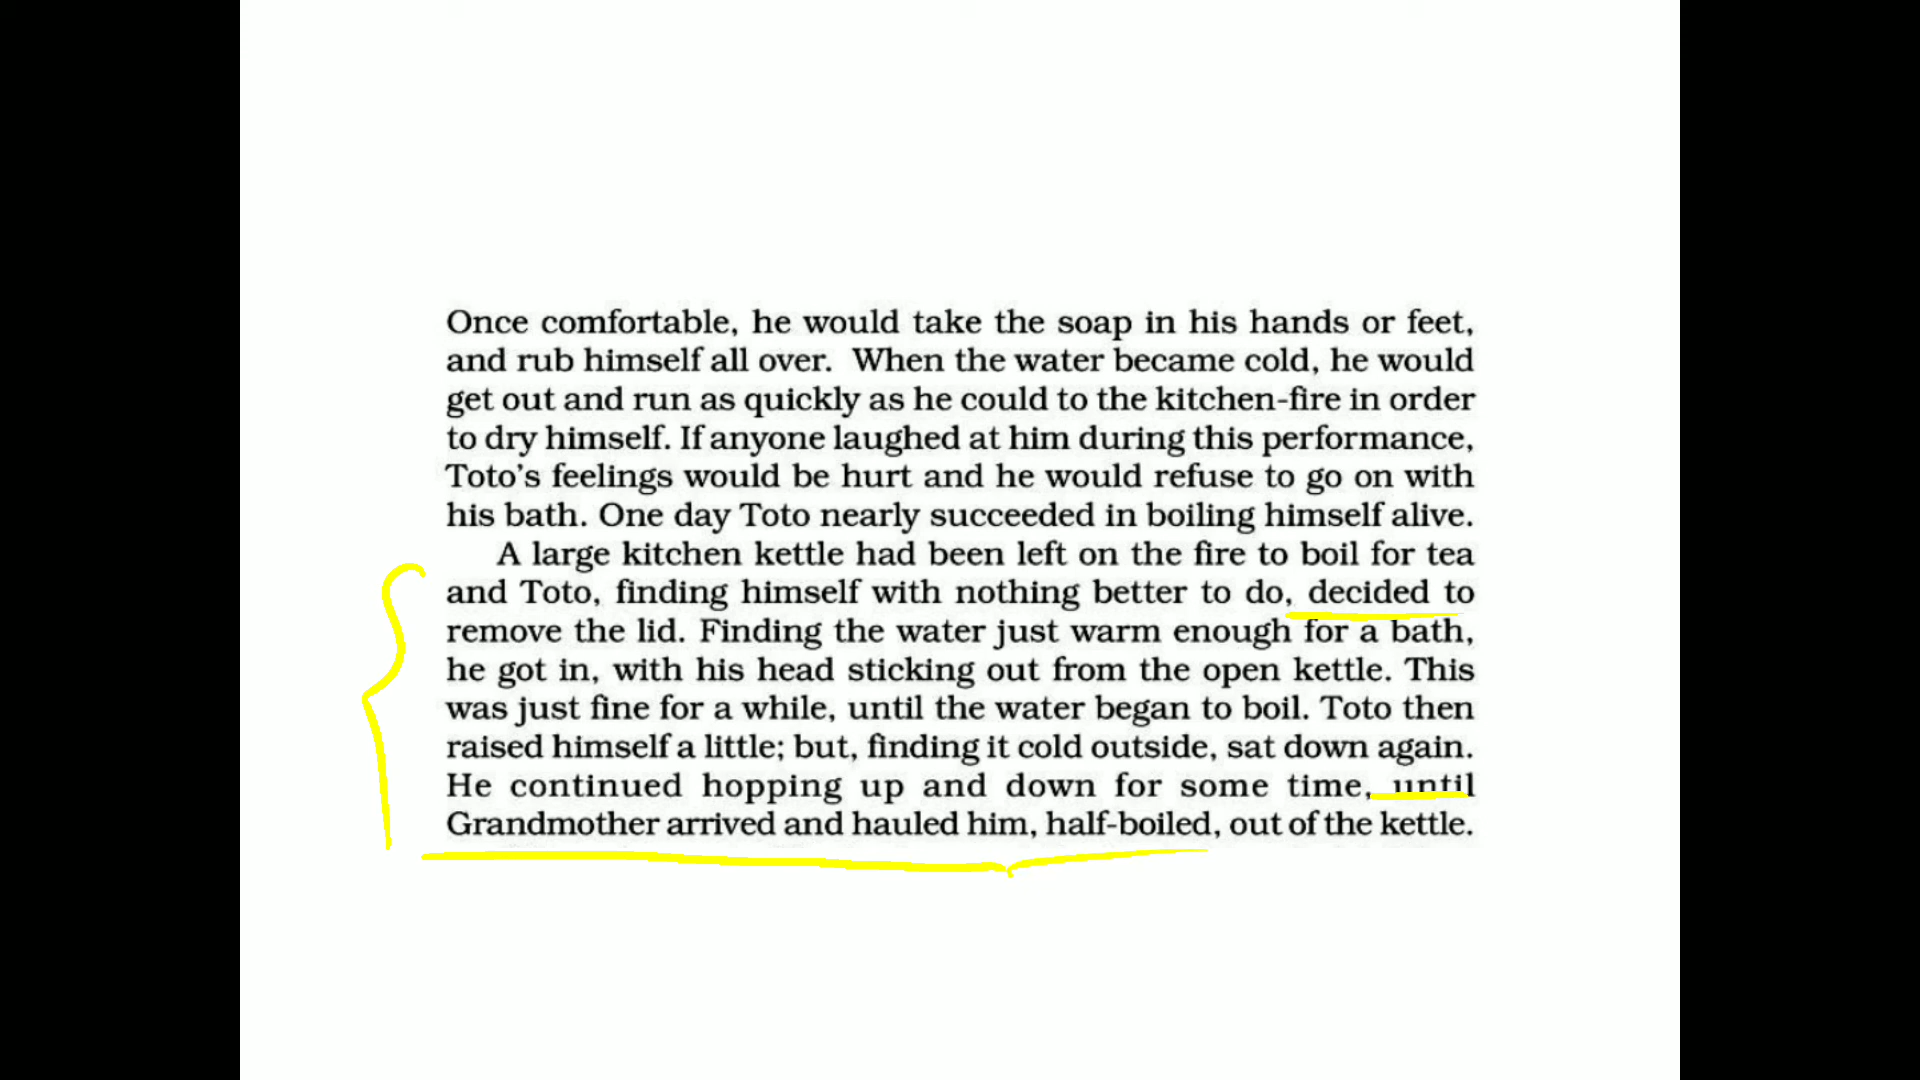 Once comfortable, he would take the soap in his hands or feet,
and rub himself all over. When the water became cold, he would
get out and run as quickly as he could to the kitchen-fire in order
to dry himself. If anyone laughed at him during this performance,
Toto's feelings would be hurt and he would refuse to go on with
his bath. One day Toto nearly succeeded in boiling himself alive.
A large kitchen kettle had been left on the fire to boil for tea
and Toto, finding himself with nothing better to do, decided to
remove the lid. Finding the water just warm enough for a bath,
he got in, with his head sticking out from the open kettle. This
was just fine for a while, until the water began to boil. Toto then
raised himself a little; but, finding it cold outside, sat down again.
He continued hopping up and down for some time, until
Grandmother arrived and hauled him, half-boiled, out of the kettle.